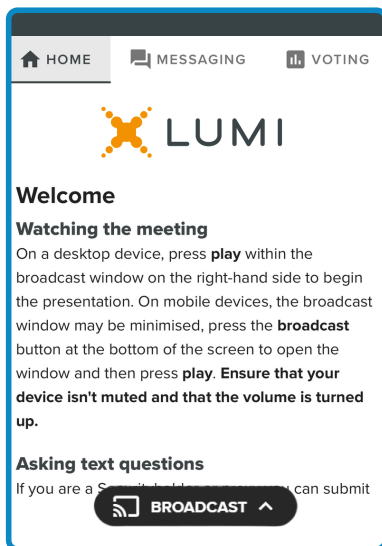 HOME MESSAGING VOTING
LUMI
Welcome
Watching the meeting
On a desktop device, press play within the
broadcast window on the right-hand side to begin
the presentation. On mobile devices, the broadcast
window may be minimised, press the broadcast
button at the bottom of the screen to open the
window and then press play. Ensure that your
device isn't muted and that the volume is turned
up.
Asking text questions
If you are a can submit
BROADCAST